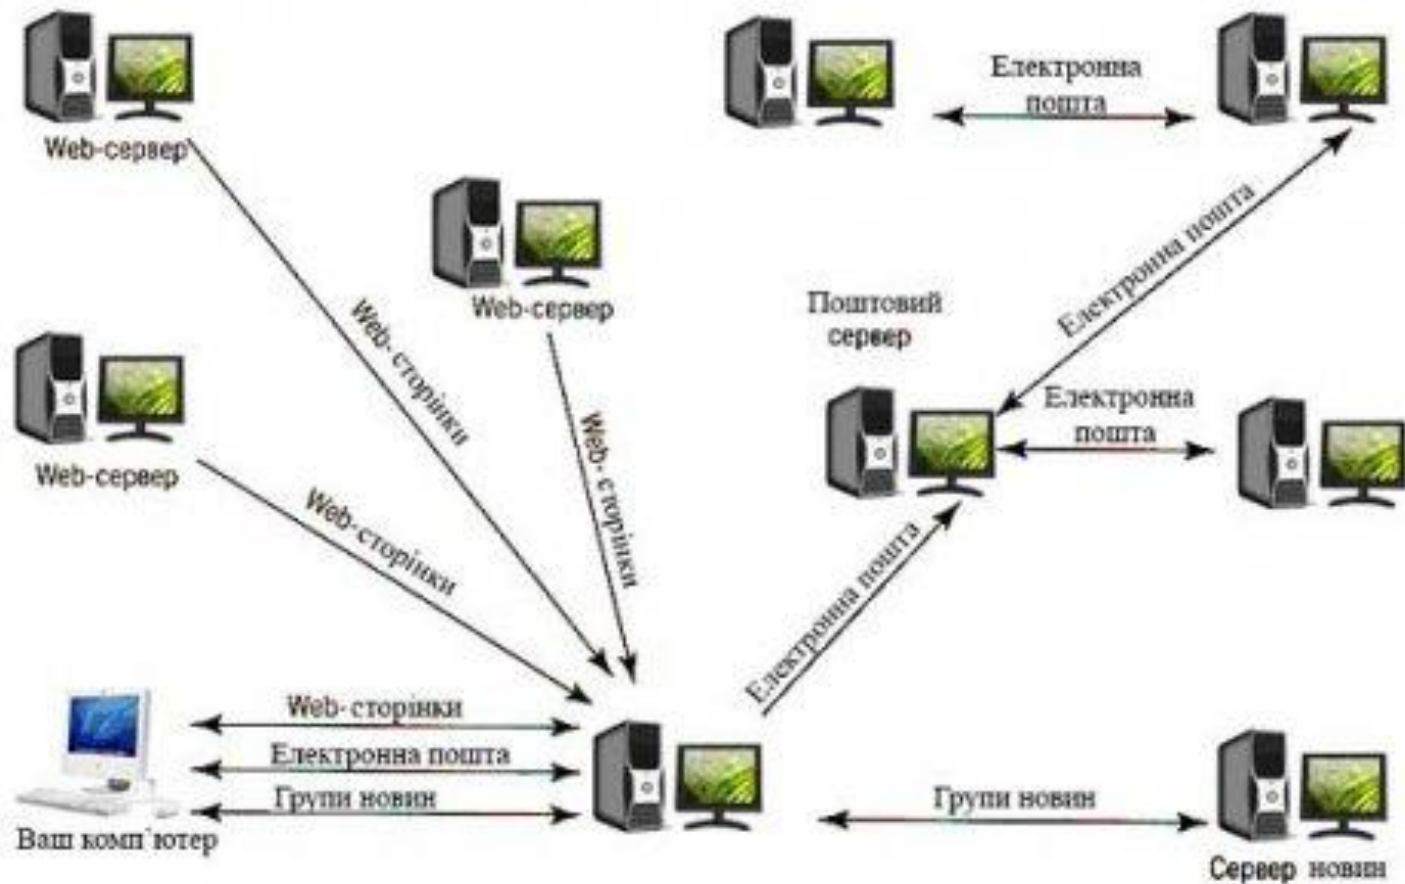 Web-сервер
Електронна
пошта
Web-сервер
Web-сервер
Web-сторінки
Web-сторінки
Web-сторінки
Поштовий
сервер
Електронна пошта
Електронна
пошта
Електронна пошта
Web-сторінки
Електронна пошта
Групи новин
Ваш комп`ютер
Групи новин
Сервер новин